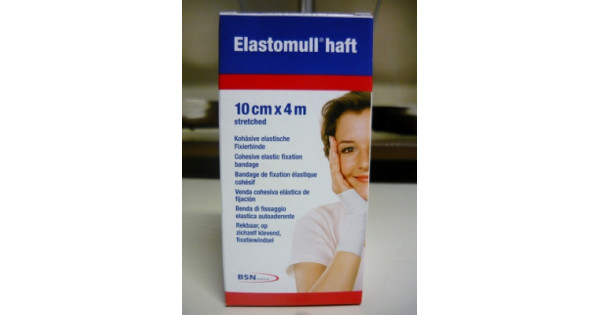 Elastomull® haft
10 cm x 4 m
stretched
Kohäsive elastische
Fixierbinde
Cohesive elastic fixation
bandage
Bandage de fixation élastique
cohésif
Venda cohesiva elástica de
fijación
Benda di fissaggio
elastica autoaderente
Rekbaar, op
zichzelf klevend,
fixatiewindsel
BSN medical